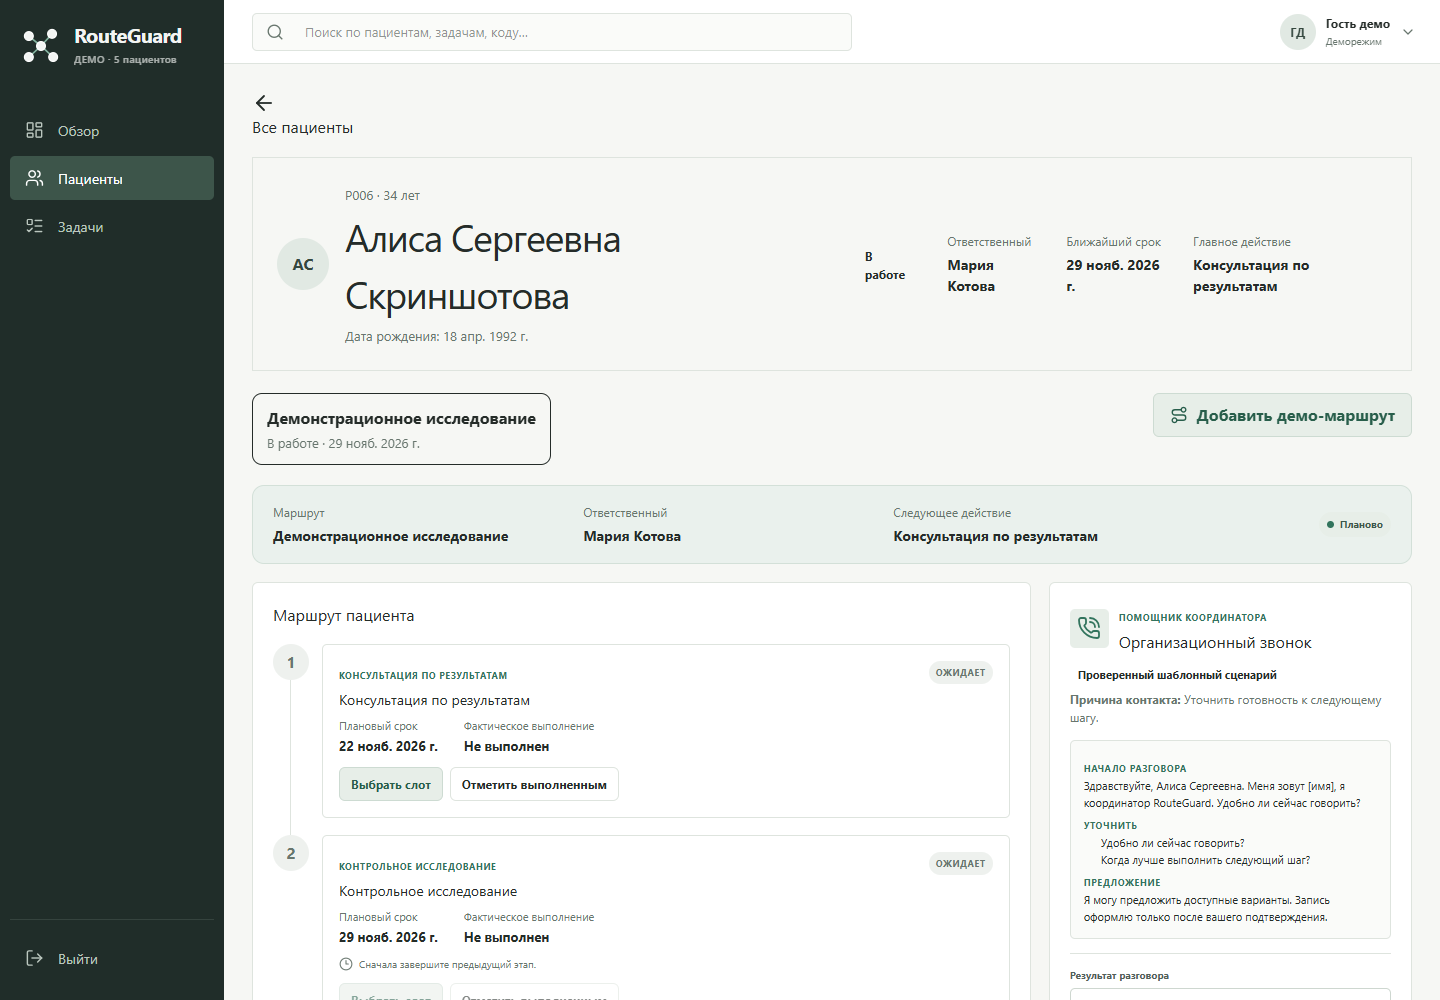 RouteGuard
ДЕМО · 5 пациентов
Обзор
Пациенты
Задачи
Выйти
Поиск по пациентам, задачам, коду...
ГД
Гость демо
Деморежим
Все пациенты
АС
P006 · 34 лет
Алиса Сергеевна
Скриншотова
Дата рождения: 18 апр. 1992 г.
В
работе
Ответственный
Мария
Котова
Ближайший срок
29 нояб. 2026
г.
Главное действие
Консультация по
результатам
Демонстрационное исследование
В работе · 29 нояб. 2026 г.
Добавить демо-маршрут
Маршрут
Демонстрационное исследование
Ответственный
Мария Котова
Следующее действие
Консультация по результатам
Планово
Маршрут пациента
1
КОНСУЛЬТАЦИЯ ПО РЕЗУЛЬТАТАМ
ОЖИДАЕТ
Консультация по результатам
Плановый срок
Фактическое выполнение
22 нояб. 2026 г.
Не выполнен
Выбрать слот
Отметить выполненным
2
КОНТРОЛЬНОЕ ИССЛЕДОВАНИЕ
ОЖИДАЕТ
Контрольное исследование
Плановый срок
Фактическое выполнение
29 нояб. 2026 г.
Не выполнен
Сначала завершите предыдущий этап.
Выбрать слот
Отметить выполненным
ПОМОЩНИК КООРДИНАТОРА
Организационный звонок
Проверенный шаблонный сценарий
Причина контакта: Уточнить готовность к следующему
шагу.
НАЧАЛО РАЗГОВОРА
Здравствуйте, Алиса Сергеевна. Меня зовут [имя], я
координатор RouteGuard. Удобно ли сейчас говорить?
УТОЧНИТЬ
Удобно ли сейчас говорить?
Когда лучше выполнить следующий шаг?
ПРЕДЛОЖЕНИЕ
Я могу предложить доступные варианты. Запись
оформлю только после вашего подтверждения.
Результат разговора